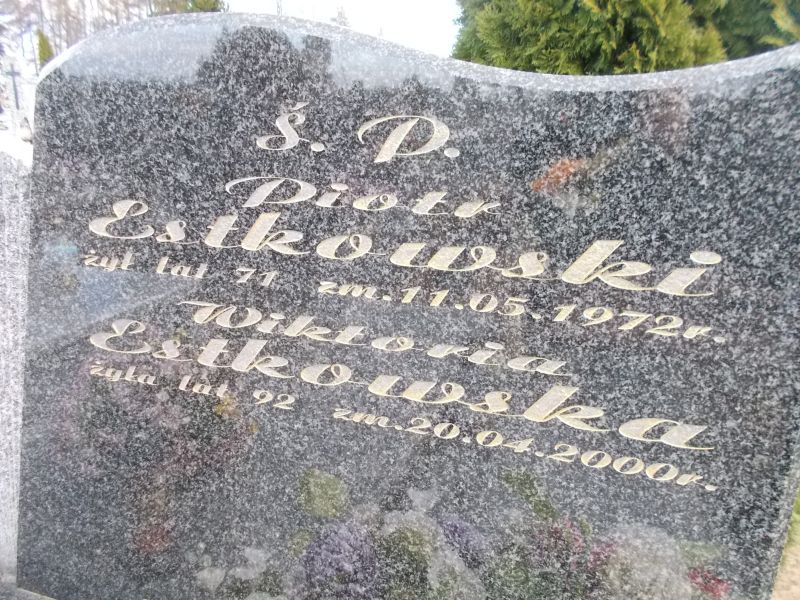 Ś. P.
Piotr
Estkowski
żył lat 71 zm. 11.05.1972r.
Wiktoria
Estkowska
żyła lat 92 zm. 20.04.2000r.